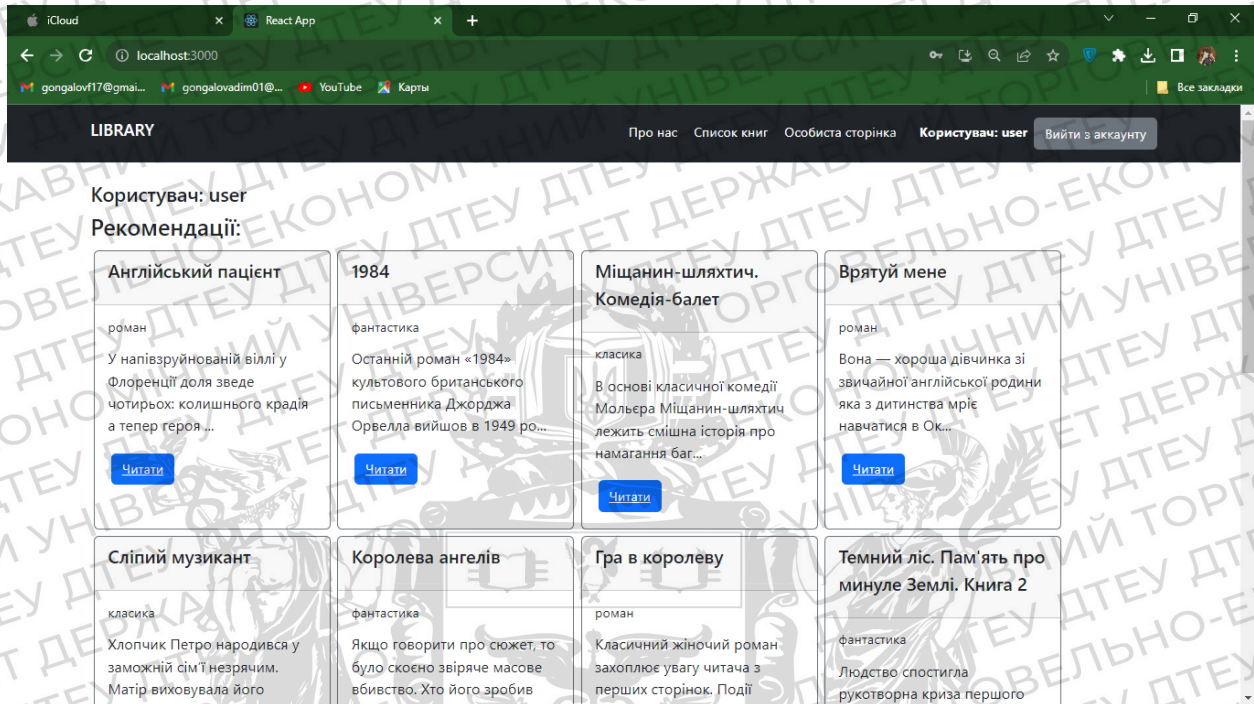 iCloud
React App
localhost:3000
gongalovf17@gmai...
gongalovadim01@...
YouTube
Карты
Все закладки
LIBRARY
Про нас
Список книг
Особиста сторінка
Користувач: user
Вийти з аккаунту
Користувач: user
Рекомендації:
Англійський пацієнт
роман
У напівзруйнованій віллі у
Флоренції доля зведе
чотирьох: колишнього крадія
а тепер героя ...
Читати
1984
фантастика
Останній роман «1984»
культового британського
письменника Джорджа
Орвелла вийшов в 1949 ро...
Читати
Міщанин-шляхтич.
Комедія-балет
класика
В основі класичної комедії
Мольєра Міщанин-шляхтич
лежить смішна історія про
намагання баг...
Читати
Врятуй мене
роман
Вона — хороша дівчинка зі
звичайної англійської родини
яка з дитинства мріє
навчатися в Ок...
Читати
Сліпий музикант
класика
Хлопчик Петро народився у
заможній сім'ї незрячим.
Матір виховувала його
Королева ангелів
фантастика
Якщо говорити про сюжет, то
було скоєно звіряче масове
вбивство. Хто його зробив
Гра в королеву
роман
Класичний жіночий роман
захоплює увагу читача з
перших сторінок. Події
Темний ліс. Пам'ять про
минуле Землі. Книга 2
фантастика
Людство спостигла
рукотворна криза першого